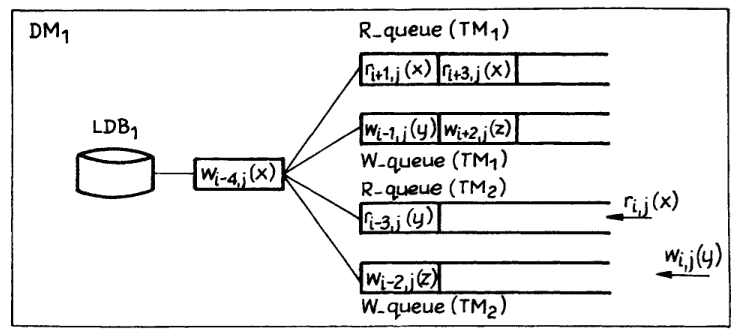 DM₁
R_queue (TM₁)
rᵢ₊₁,ⱼ(x) rᵢ₊₃,ⱼ(x)
LDB₁
wᵢ₋₁,ⱼ(y) wᵢ₊₂,ⱼ(z)
W_queue (TM₁)
wᵢ₋₄,ⱼ(x)
R_queue (TM₂)
rᵢ₋₃,ⱼ(y)
rᵢ,ⱼ(x)
wᵢ,ⱼ(y)
wᵢ₋₂,ⱼ(z)
W_queue (TM₂)